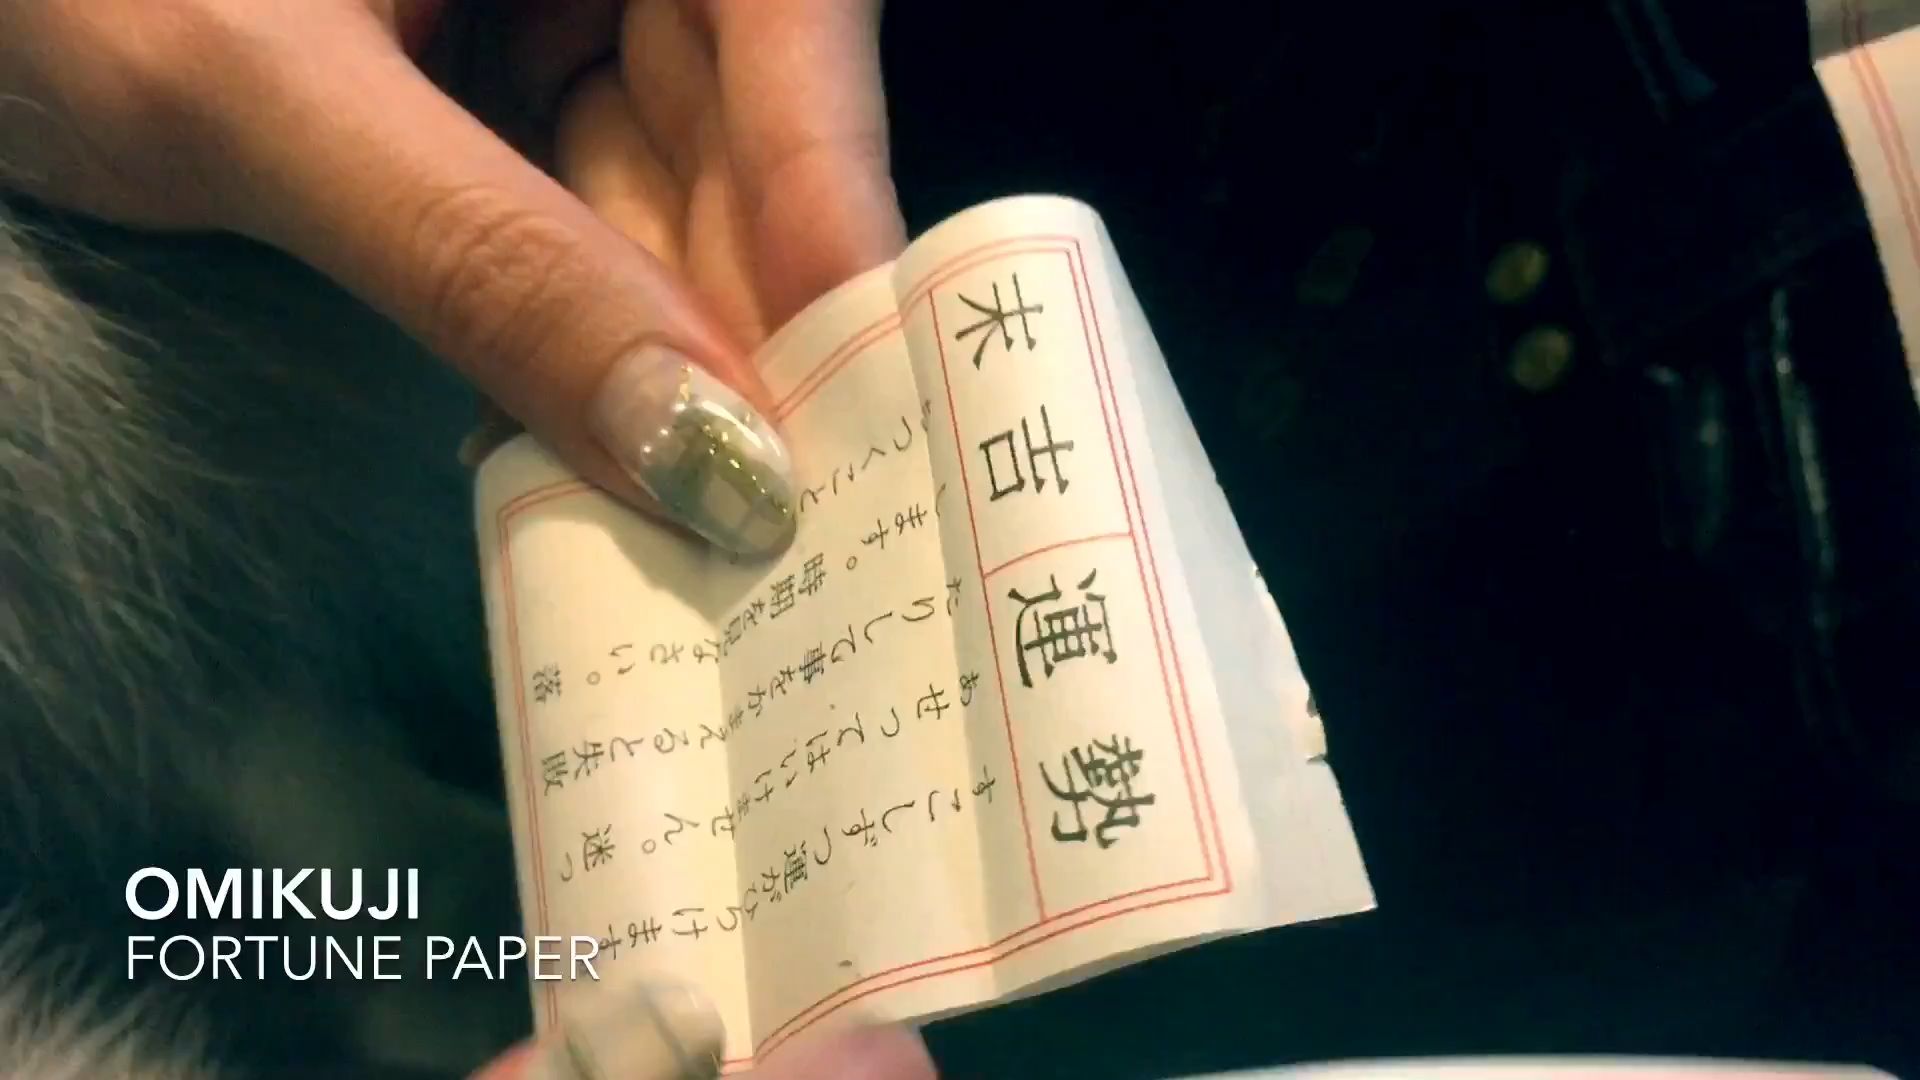 末吉
運勢
すこしずつ運がひらけます
あせってはいけません。迷っ
たりして事をかまえると失敗
します。時期を見なさい。落
ちつくこと
OMIKUJI
FORTUNE PAPER